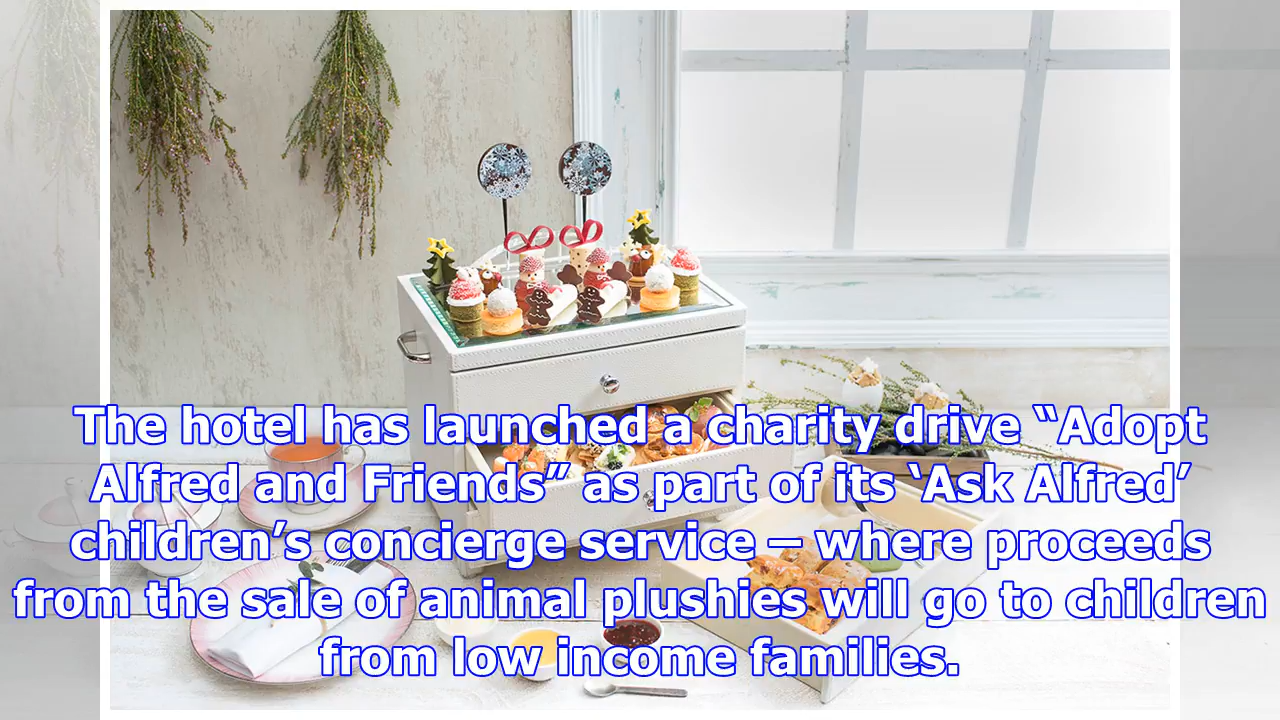 The hotel has launched a charity drive “Adopt
Alfred and Friends” as part of its ‘Ask Alfred’
children’s concierge service – where proceeds
from the sale of animal plushies will go to children
from low income families.